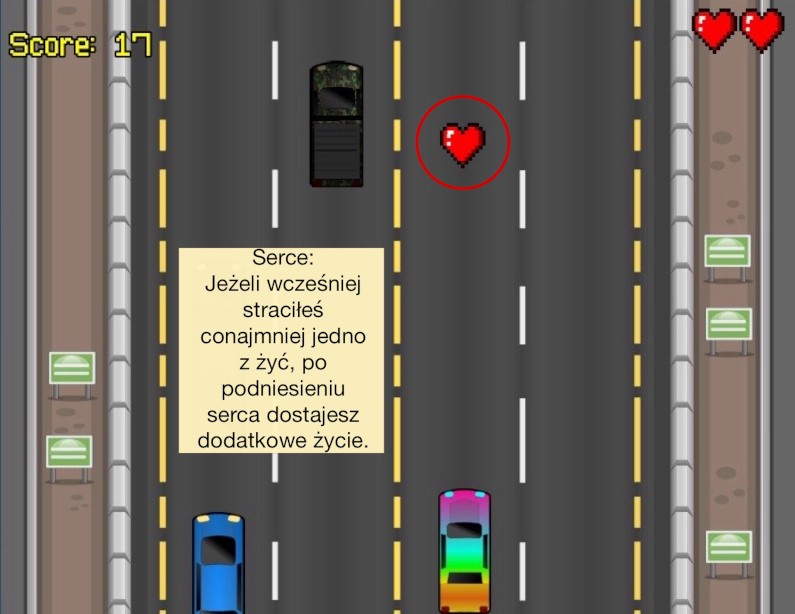 Score: 17
Serce:
Jeżeli wcześniej
straciłeś
conajmniej jedno
z żyć, po
podniesieniu
serca dostajesz
dodatkowe życie.